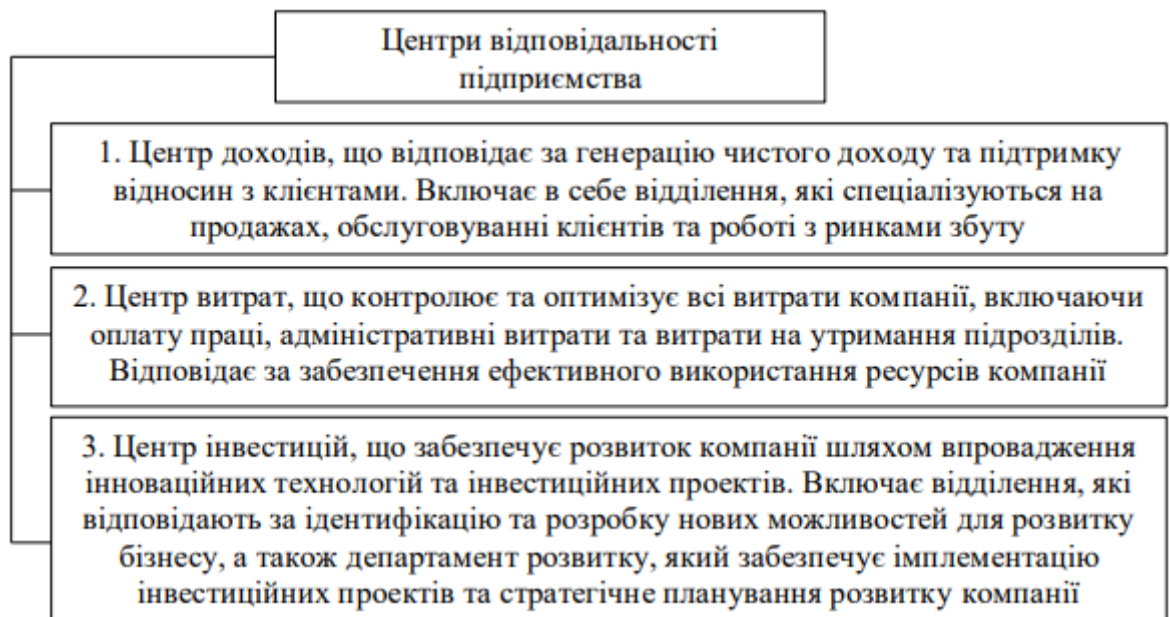 Центри відповідальності
підприємства
1. Центр доходів, що відповідає за генерацію чистого доходу та підтримку
відносин з клієнтами. Включає в себе відділення, які спеціалізуються на
продажах, обслуговуванні клієнтів та роботі з ринками збуту
2. Центр витрат, що контролює та оптимізує всі витрати компанії, включаючи
оплату праці, адміністративні витрати та витрати на утримання підрозділів.
Відповідає за забезпечення ефективного використання ресурсів компанії
3. Центр інвестицій, що забезпечує розвиток компанії шляхом впровадження
інноваційних технологій та інвестиційних проектів. Включає відділення, які
відповідають за ідентифікацію та розробку нових можливостей для розвитку
бізнесу, а також департамент розвитку, який забезпечує імплементацію
інвестиційних проектів та стратегічне планування розвитку компанії